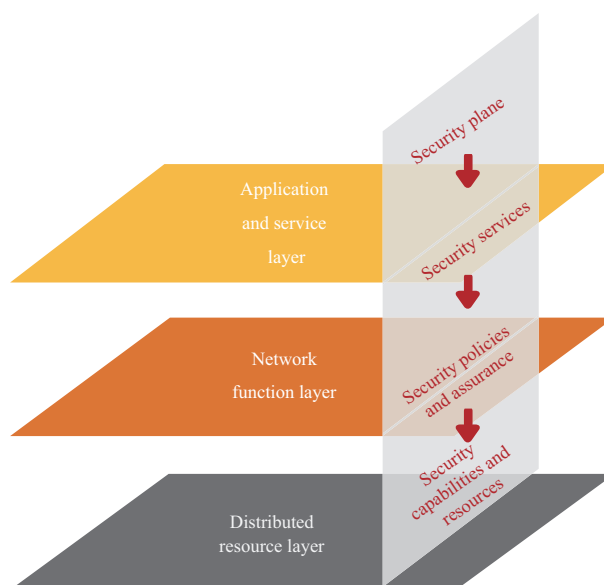 Security plane
Application
and service
layer
Security services
Network
function layer
Security policies
and assurance
Security
capabilities and
resources
Distributed
resource layer